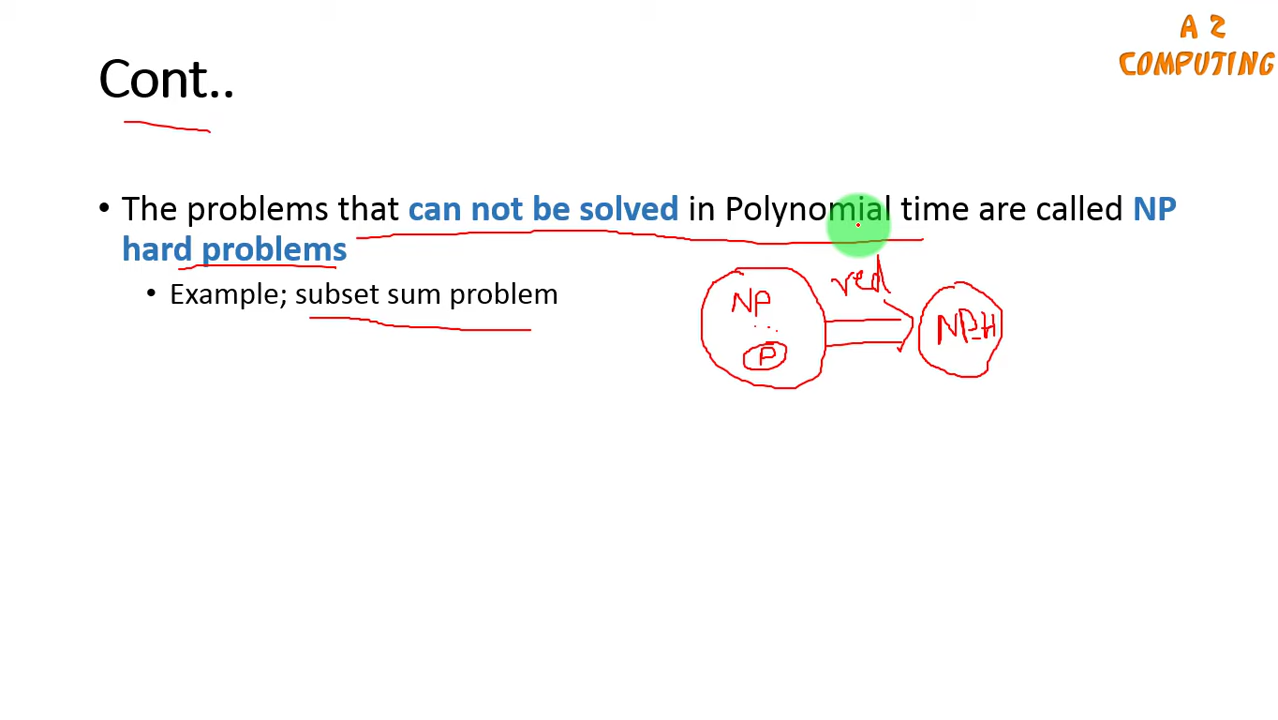 A Z
COMPUTING
Cont..
• The problems that can not be solved in Polynomial time are called NP
hard problems
• Example; subset sum problem
red
NP
P
NP-H